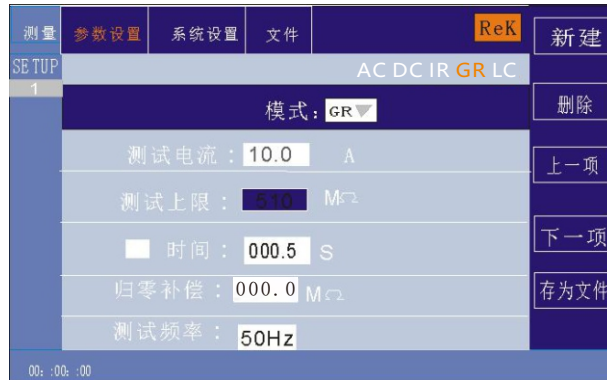 测量 参数设置 系统设置 文件 ReK 新建
SETUP AC DC IR GR LC
1
模式：GR
删除
测试电流：10.0 A
上一项
测试上限：510 MΩ
时间：000.5 S
下一项
归零补偿：000.0 MΩ
存为文件
测试频率：50Hz
00: :00: :00